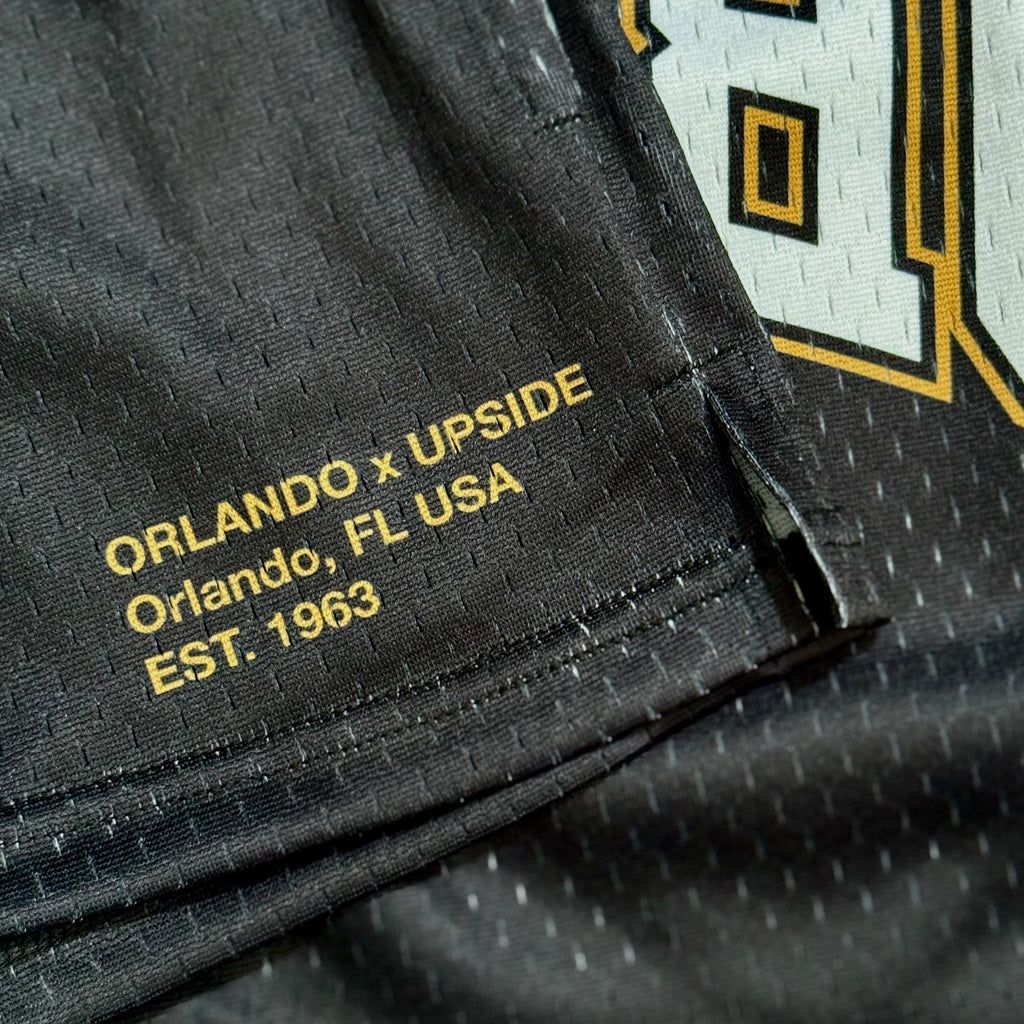 ORLANDO x UPSIDE
Orlando, FL USA
EST. 1963